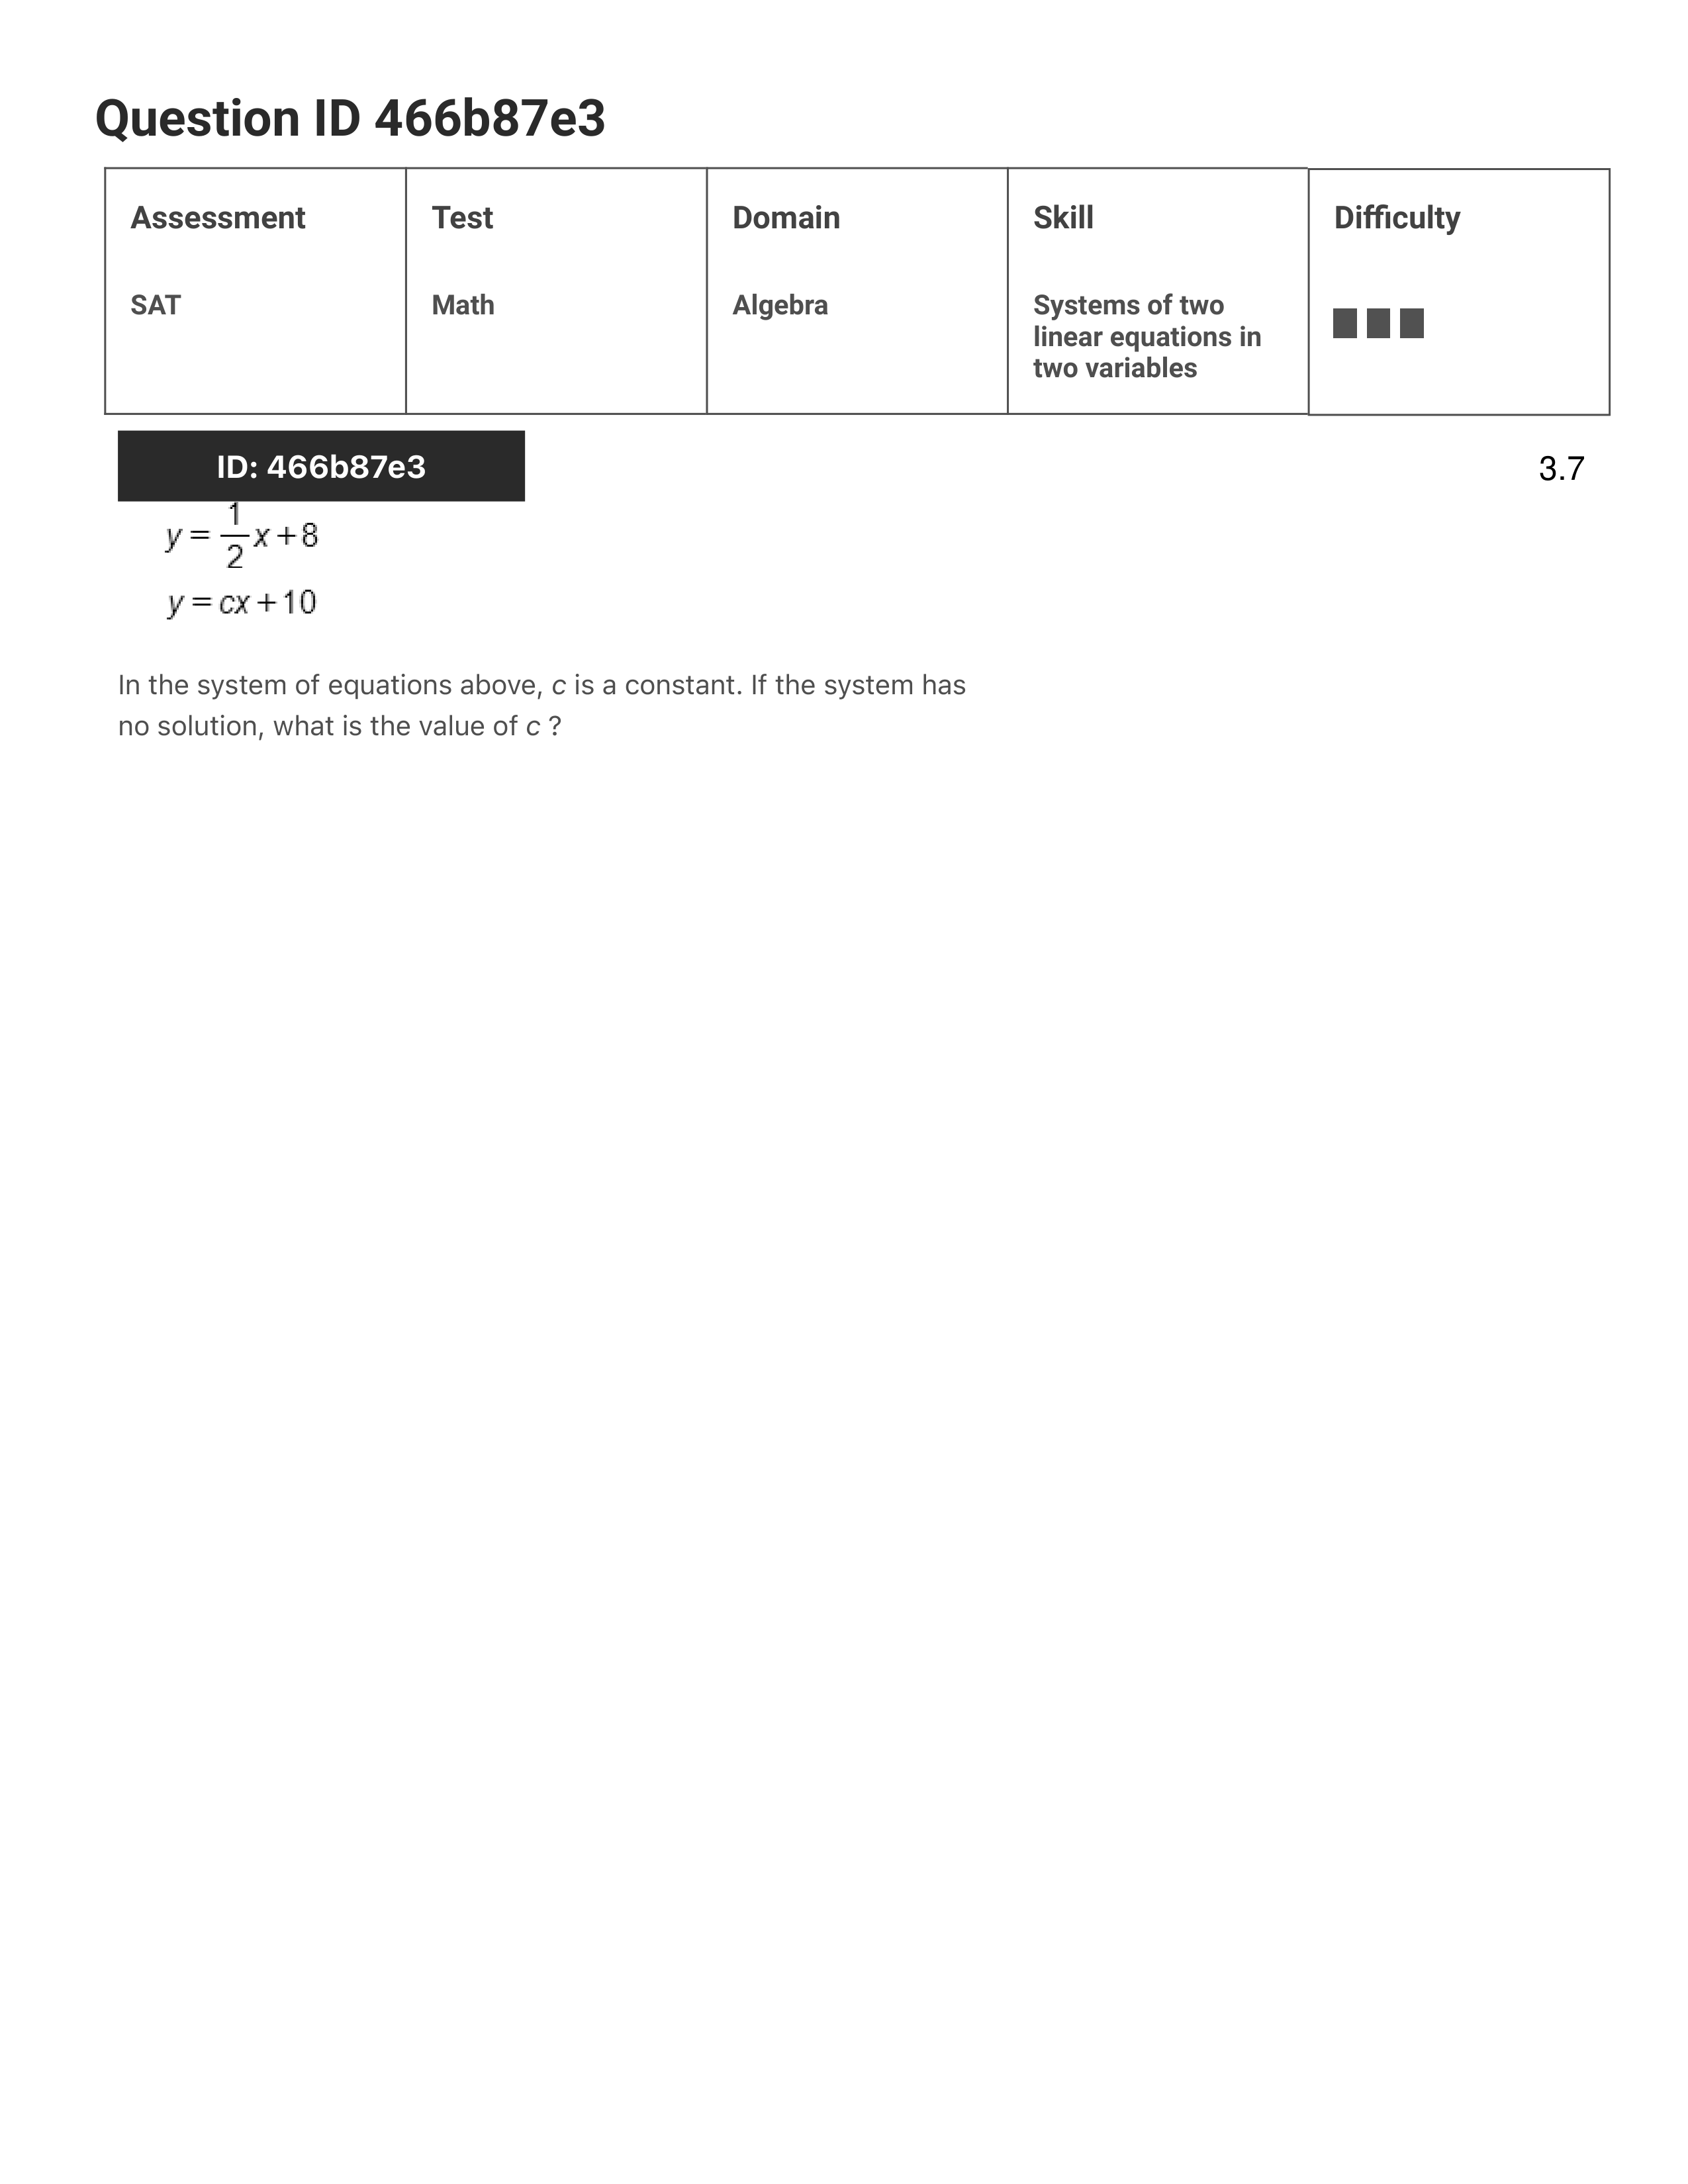 Question ID 466b87e3
Assessment
Test
Domain
Skill
Difficulty
SAT
Math
Algebra
Systems of two
linear equations in
two variables
ID: 466b87e3
3.7
y = 1/2 x + 8
y = cx + 10
In the system of equations above, c is a constant. If the system has
no solution, what is the value of c ?